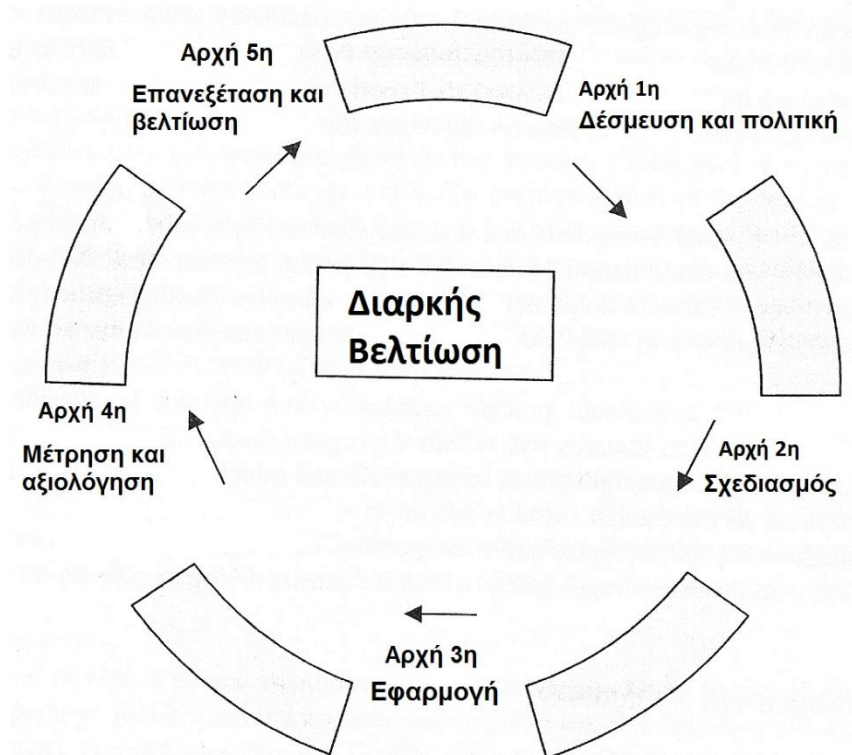 Αρχή 5η
Επανεξέταση και
βελτίωση
Αρχή 1η
Δέσμευση και πολιτική
Διαρκής
Βελτίωση
Αρχή 4η
Μέτρηση και
αξιολόγηση
Αρχή 2η
Σχεδιασμός
Αρχή 3η
Εφαρμογή